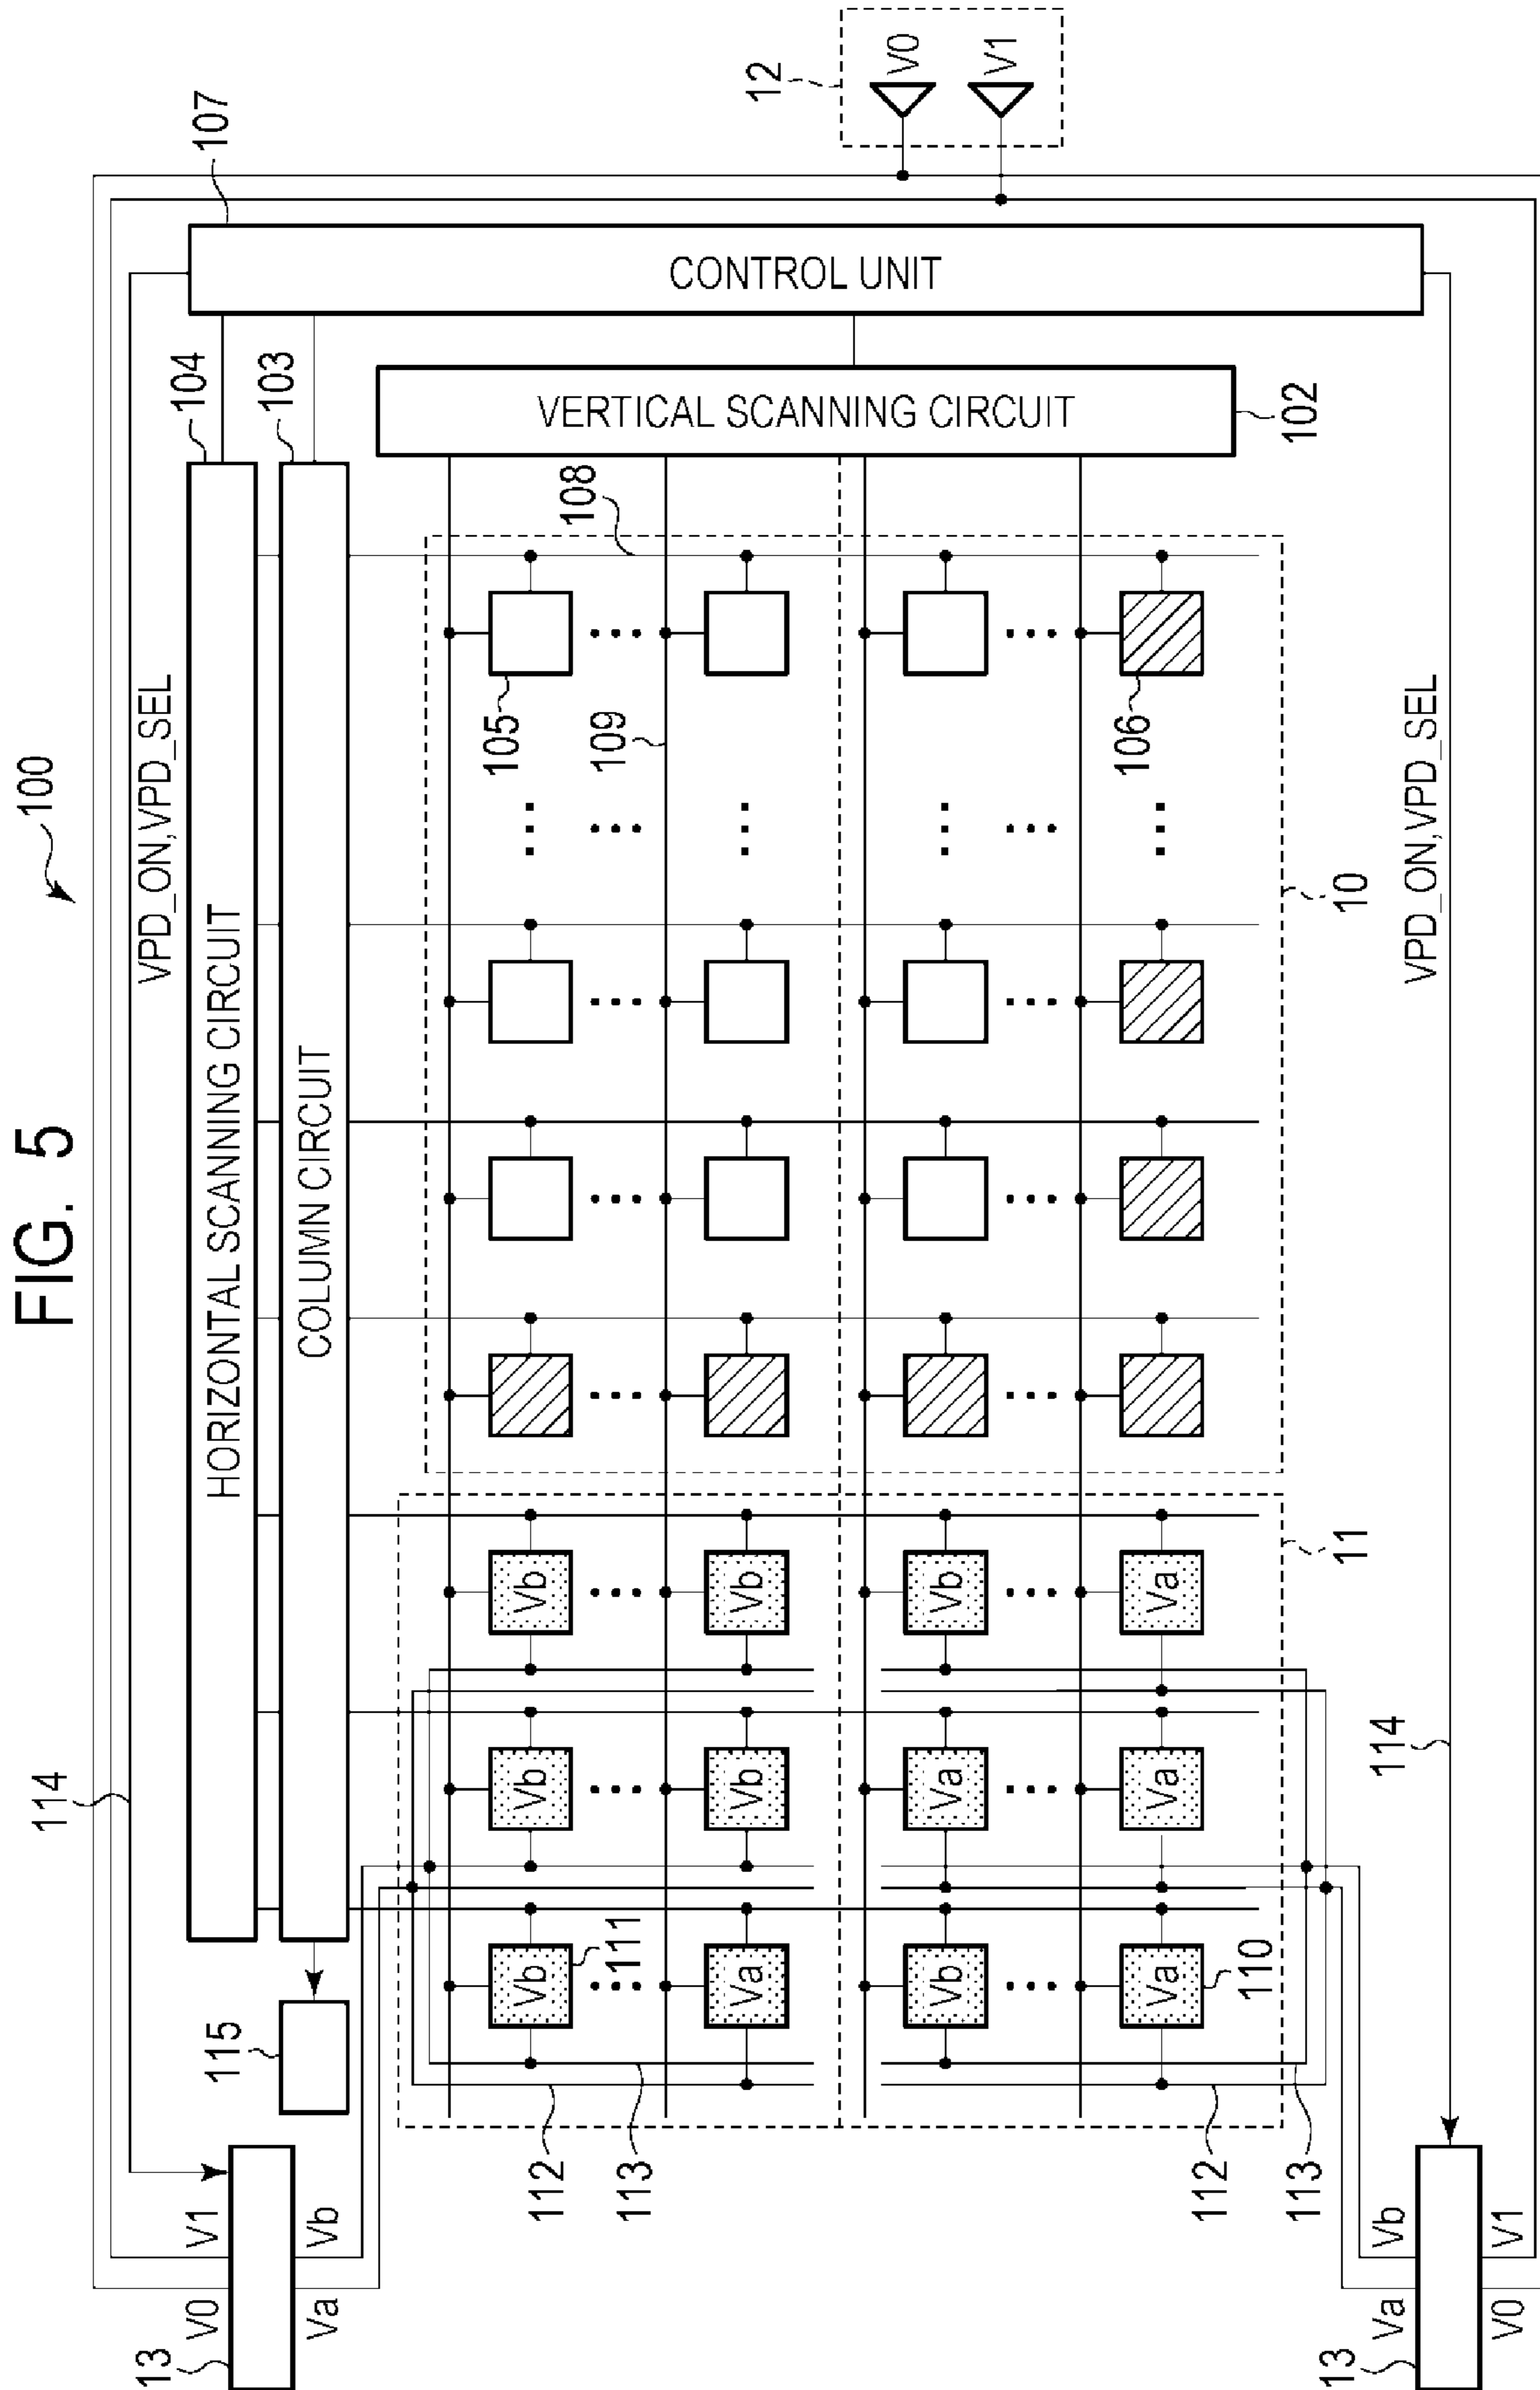 FIG. 5
100
114
VPD_ON,VPD_SEL
13
V0
V1
107
104
HORIZONTAL SCANNING CIRCUIT
115
103
COLUMN CIRCUIT
Va
Vb
105
108
Vb
Vb
Vb
112
109
111
113
Va
Vb
Vb
12
CONTROL UNIT
VERTICAL SCANNING CIRCUIT
V0
Vb
Va
Vb
V1
106
Va
Va
Va
112
110
102
113
11
10
Va
Vb
114
VPD_ON,VPD_SEL
13
V0
V1